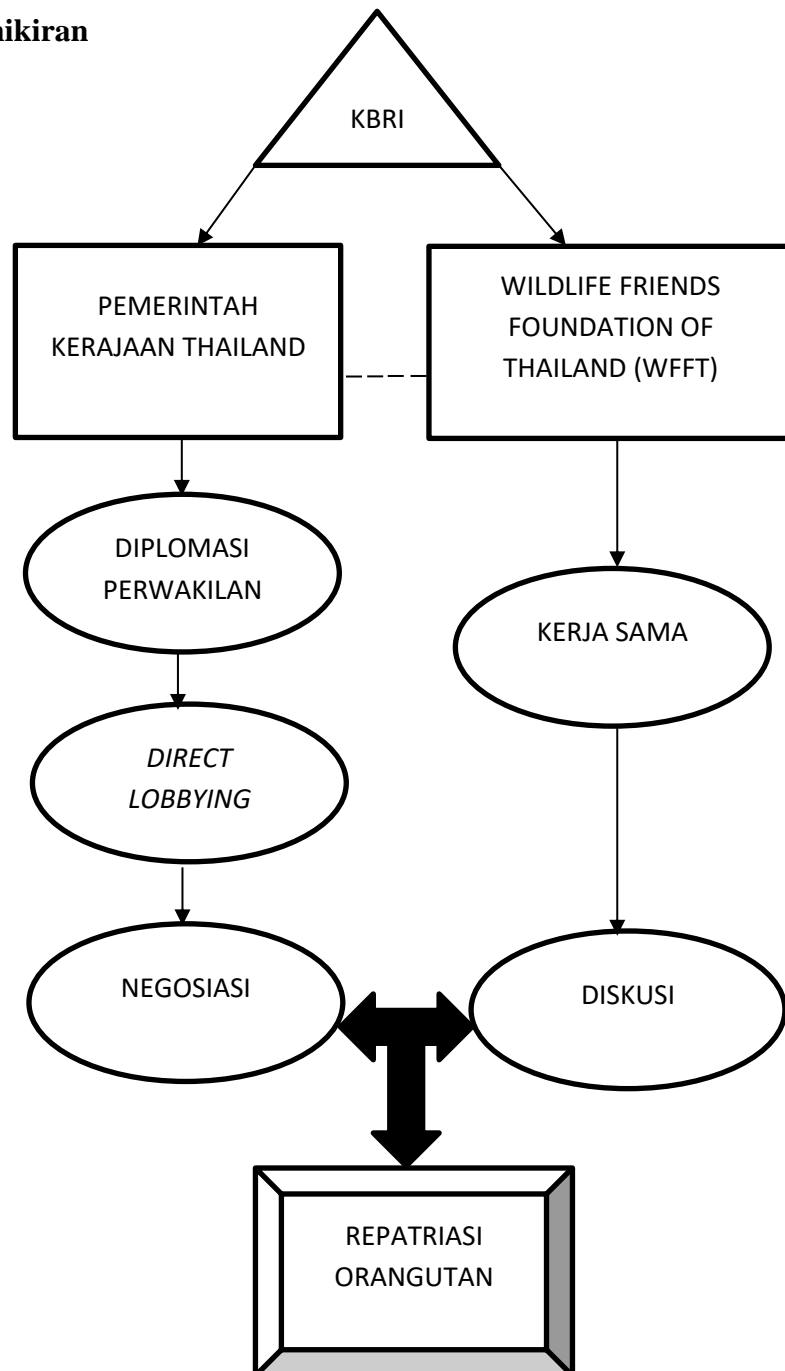 nikiran
KBRI
PEMERINTAH
KERAJAAN THAILAND
WILDLIFE FRIENDS
FOUNDATION OF
THAILAND (WFFT)
DIPLOMASI
PERWAKILAN
KERJA SAMA
DIRECT
LOBBYING
NEGOSIASI
DISKUSI
REPATRIASI
ORANGUTAN